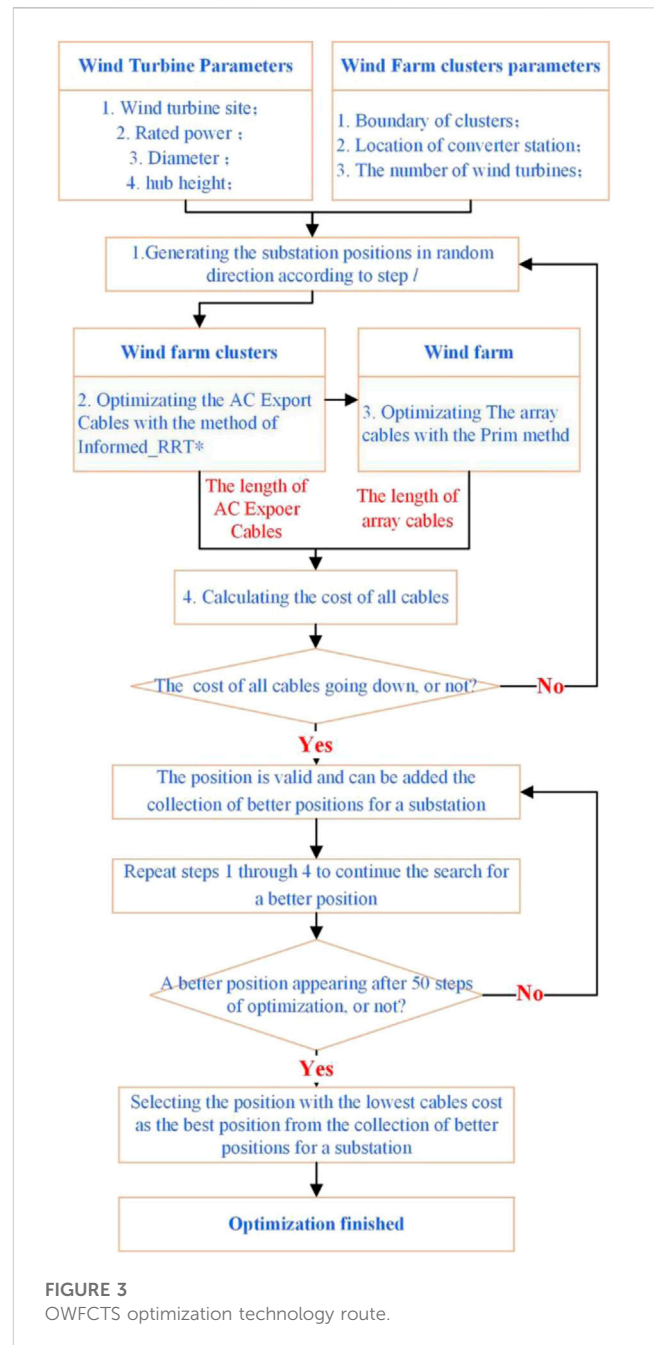 Wind Turbine Parameters
1. Wind turbine site;
2. Rated power ;
3. Diameter ;
4. hub height;
Wind Farm clusters parameters
1. Boundary of clusters;
2. Location of converter station;
3. The number of wind turbines;
1.Generating the substation positions in random
direction according to step l
Wind farm clusters
2. Optimizating the AC Export
Cables with the method of
Informed_RRT*
Wind farm
3. Optimizating The array
cables with the Prim methd
The length of
AC Expoer
Cables
The length of
array cables
4. Calculating the cost of all cables
The cost of all cables going down, or not?
No
Yes
The position is valid and can be added the
collection of better positions for a substation
Repeat steps 1 through 4 to continue the search for
a better position
A better position appearing after 50 steps
of optimization, or not?
No
Yes
Selecting the position with the lowest cables cost
as the best position from the collection of better
positions for a substation
Optimization finished
FIGURE 3
OWFCTS optimization technology route.